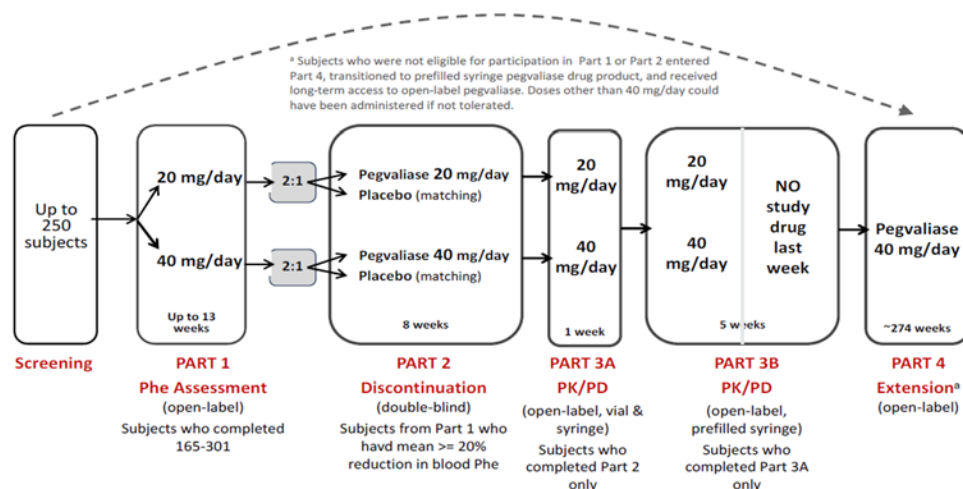 ᵃ Subjects who were not eligible for participation in Part 1 or Part 2 entered
Part 4, transitioned to prefilled syringe pegvaliase drug product, and received
long-term access to open-label pegvaliase. Doses other than 40 mg/day could
have been administered if not tolerated.
Up to
250
subjects
Screening
20 mg/day
40 mg/day
Up to 13
weeks
PART 1
Phe Assessment
(open-label)
Subjects who completed
165-301
2:1
2:1
Pegvaliase 20 mg/day
Placebo (matching)
Pegvaliase 40 mg/day
Placebo (matching)
8 weeks
PART 2
Discontinuation
(double-blind)
Subjects from Part 1 who
havd mean >= 20%
reduction in blood Phe
20
mg/day
40
mg/day
1 week
PART 3A
PK/PD
(open-label, vial &
syringe)
Subjects who
completed Part 2
only
20
mg/day
40
mg/day
NO
study
drug
last
week
5 weeks
PART 3B
PK/PD
(open-label,
prefilled syringe)
Subjects who
completed Part 3A
only
Pegvaliase
40 mg/day
~274 weeks
PART 4
Extensionᵃ
(open-label)